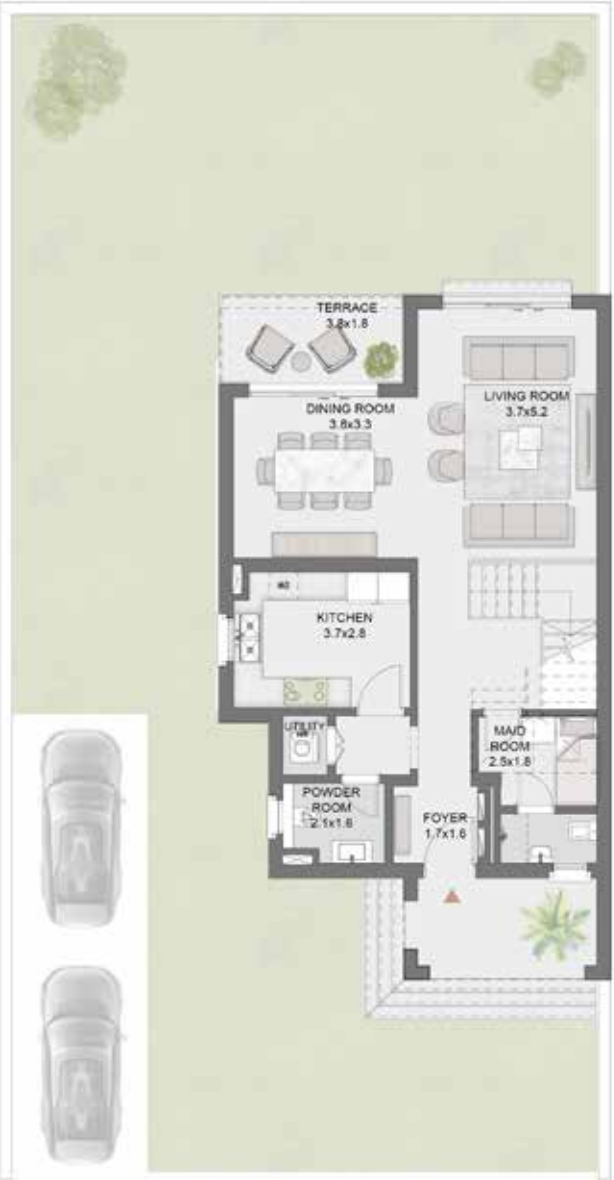 TERRACE
3.8x1.8
LIVING ROOM
3.7x5.2
DINING ROOM
3.8x3.3
KITCHEN
3.7x2.8
UTILITY
MAID
ROOM
2.5x1.8
POWDER
ROOM
2.1x1.6
FOYER
1.7x1.6